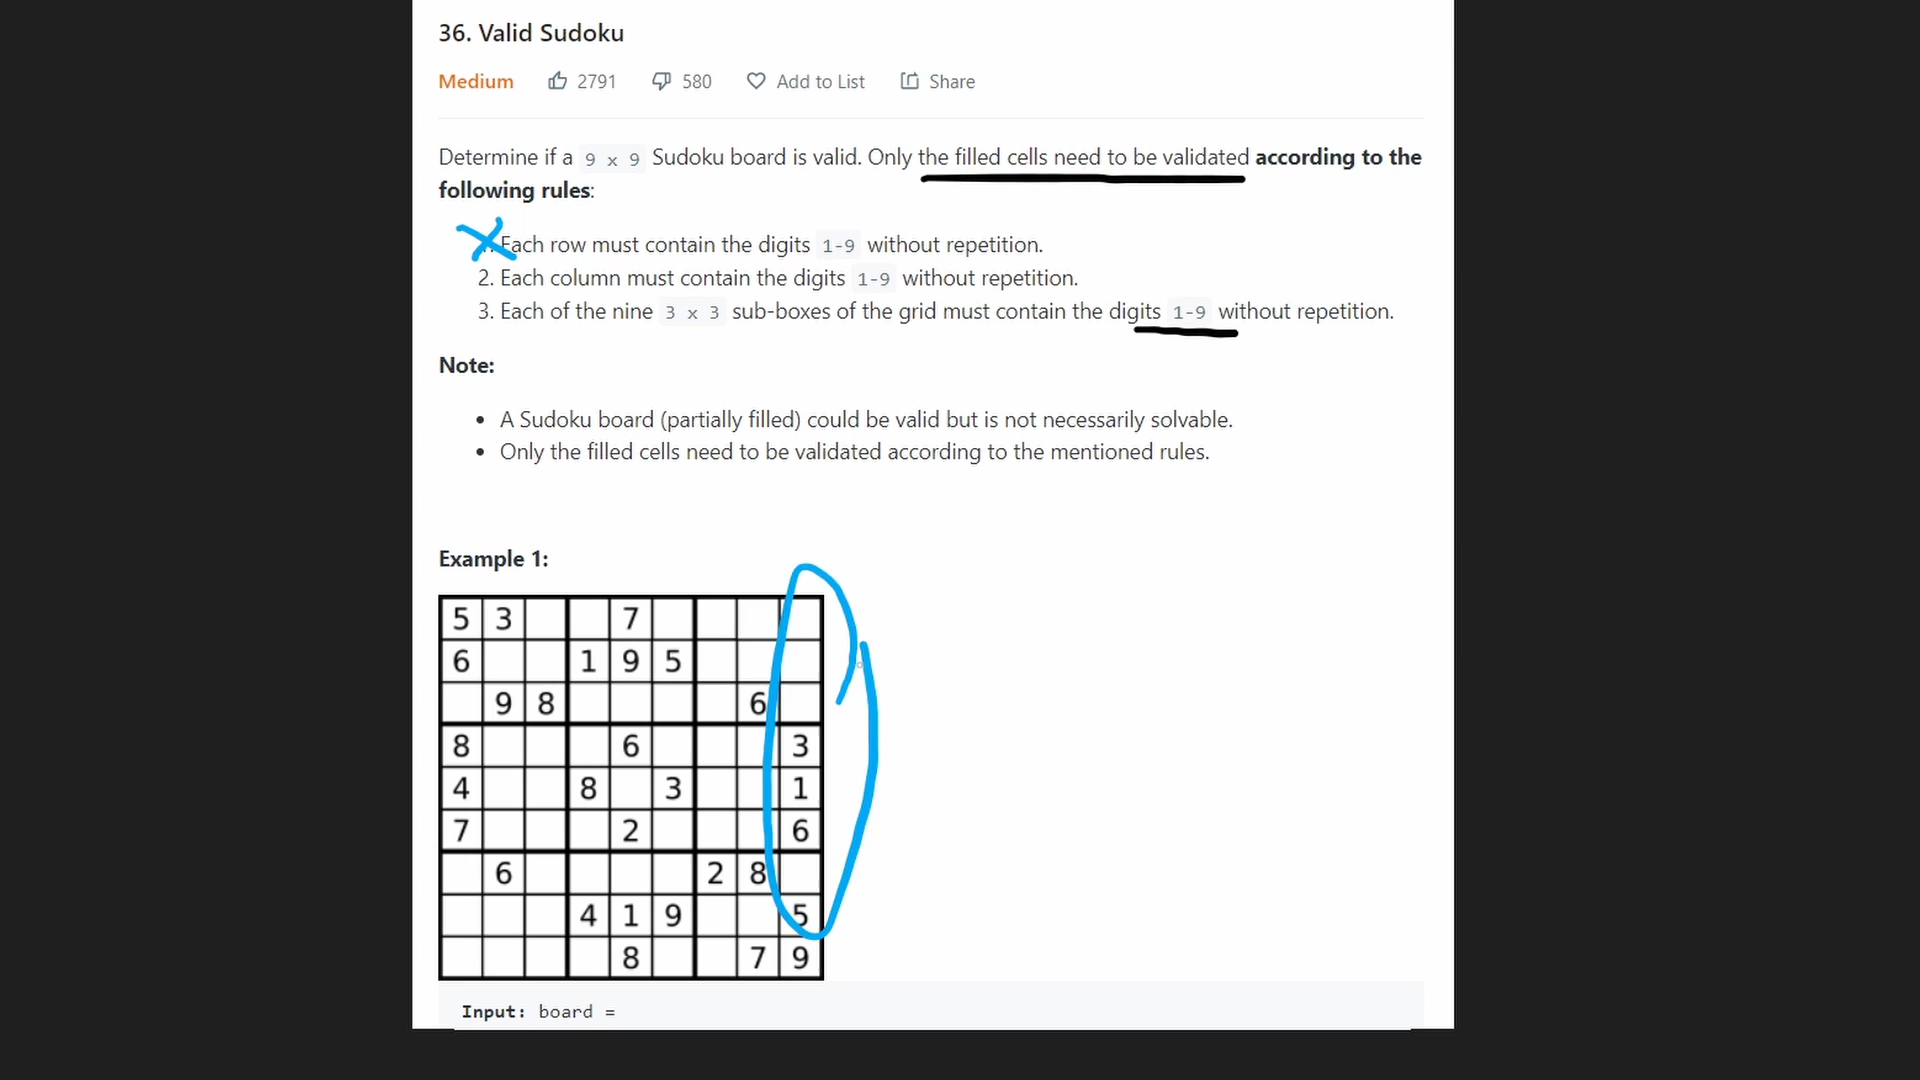 36. Valid Sudoku
Medium 2791 580 Add to List Share
Determine if a 9 x 9 Sudoku board is valid. Only the filled cells need to be validated according to the
following rules:
1. Each row must contain the digits 1-9 without repetition.
2. Each column must contain the digits 1-9 without repetition.
3. Each of the nine 3 x 3 sub-boxes of the grid must contain the digits 1-9 without repetition.
Note:
• A Sudoku board (partially filled) could be valid but is not necessarily solvable.
• Only the filled cells need to be validated according to the mentioned rules.
Example 1:
5 3 7
6 1 9 5
9 8 6
8 6 3
4 8 3 1
7 2 6
6 2 8
4 1 9 5
8 7 9
Input: board =